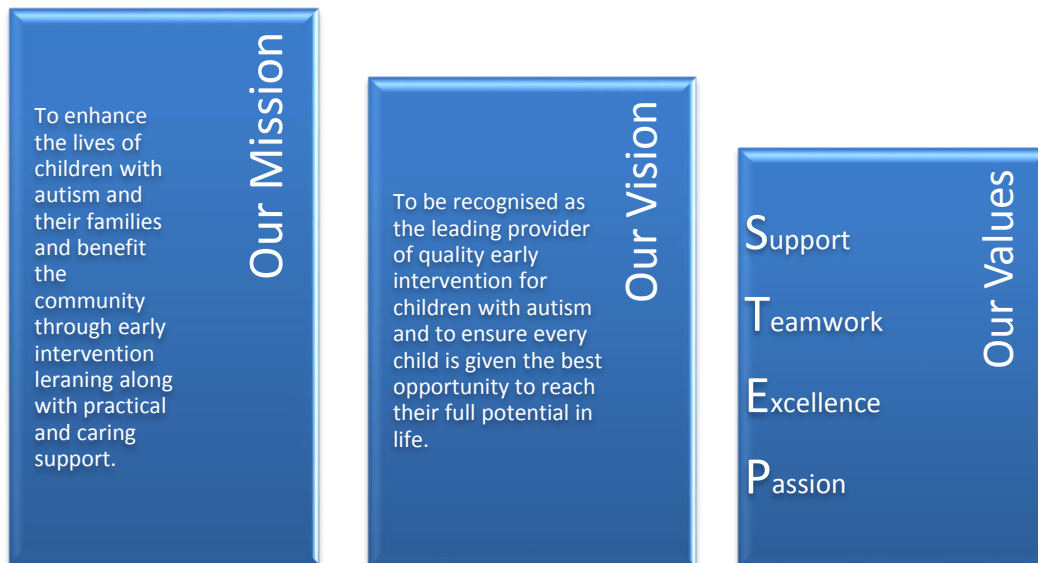 Our Mission
To enhance
the lives of
children with
autism and
their families
and benefit
the
community
through early
intervention
leraning along
with practical
and caring
support.
Our Vision
To be recognised as
the leading provider
of quality early
intervention for
children with autism
and to ensure every
child is given the best
opportunity to reach
their full potential in
life.
Our Values
Support
Teamwork
Excellence
Passion